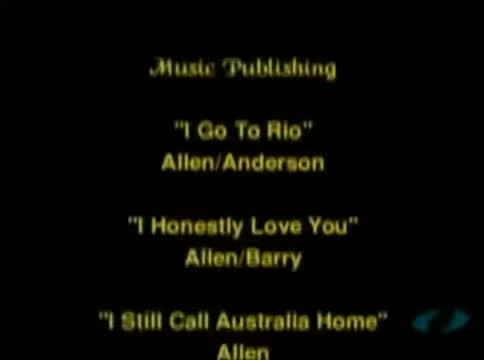 Music Publishing
"I Go To Rio"
Allen/Anderson
"I Honestly Love You"
Allen/Barry
"I Still Call Australia Home"
Allen